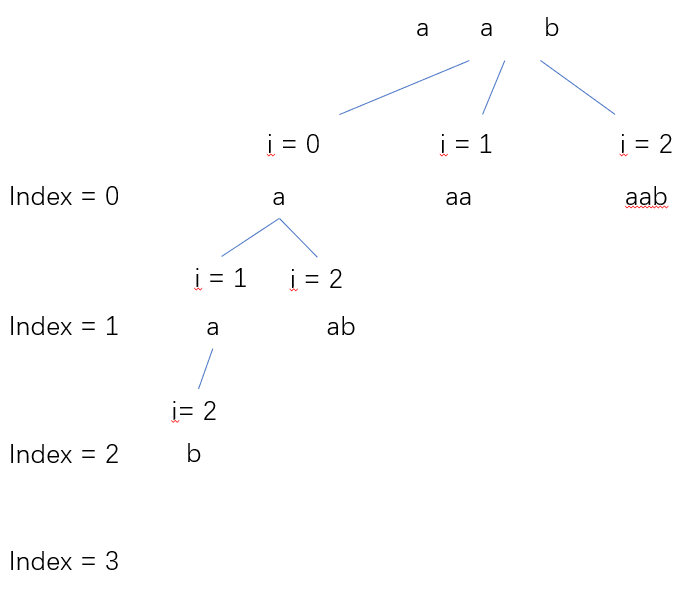 a a b
i = 0 i = 1 i = 2
Index = 0 a aa aab
i = 1 i = 2
Index = 1 a ab
i= 2
Index = 2 b
Index = 3